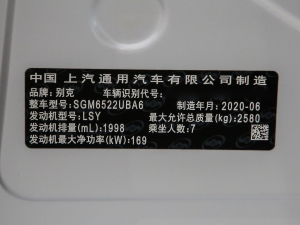 中国 上汽通用汽车有限公司制造
品牌:别克 车辆识别代号:
整车型号:SGM6522UBA6 制造年月:2020-06
发动机型号:LSY 最大允许总质量(kg):2580
发动机排量(mL):1998 乘坐人数:7
发动机最大净功率(kW):169